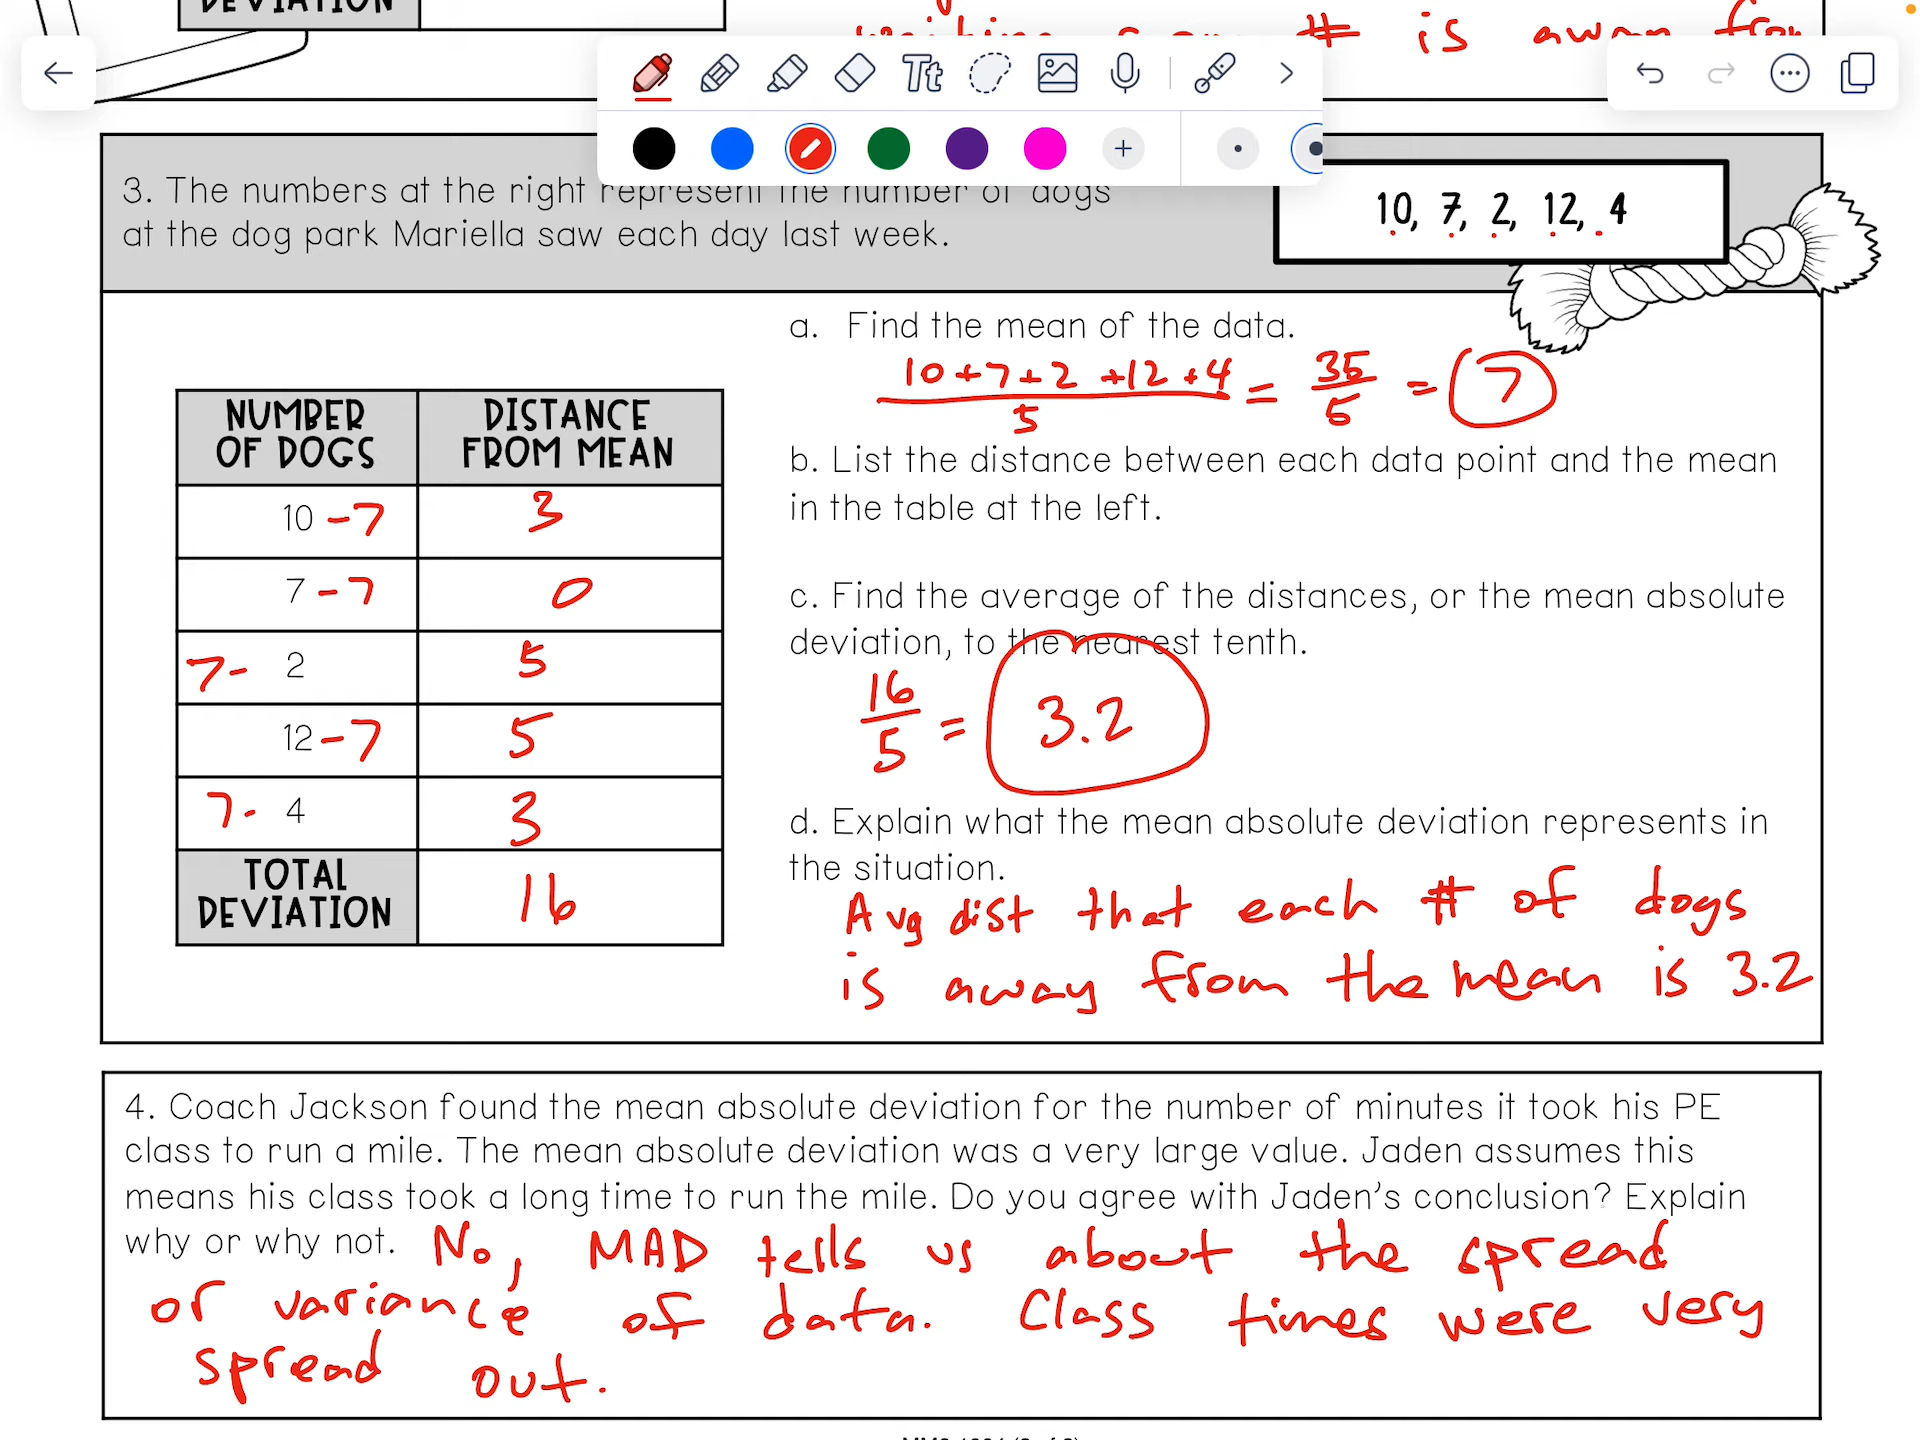 DEVIATION
# is away from
3. The numbers at the right represent the number of dogs
at the dog park Mariella saw each day last week.
10, 7, 2, 12, 4
a. Find the mean of the data.
10+7+2+12+4 = 35 = 7
5 5
b. List the distance between each data point and the mean
in the table at the left.
c. Find the average of the distances, or the mean absolute
deviation, to the nearest tenth.
16
5 = 3.2
d. Explain what the mean absolute deviation represents in
the situation.
Avg dist that each # of dogs
is away from the mean is 3.2
NUMBER OF DOGS
DISTANCE FROM MEAN
10 -7 3
7 -7 0
7- 2 5
12 -7 5
7- 4 3
TOTAL DEVIATION 16
4. Coach Jackson found the mean absolute deviation for the number of minutes it took his PE
class to run a mile. The mean absolute deviation was a very large value. Jaden assumes this
means his class took a long time to run the mile. Do you agree with Jaden's conclusion? Explain
why or why not. No, MAD tells us about the spread
or variance of data. Class times were very
spread out.
Tt